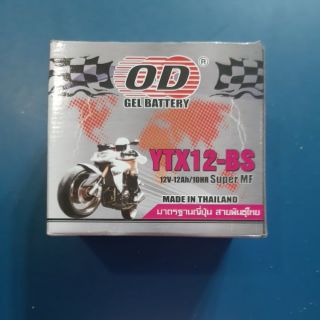 OD®
GEL BATTERY
YTX12-BS
12V-12Ah/10HR Super MF
MADE IN THAILAND
มาตรฐานญี่ปุ่น สายพันธุ์ไทย